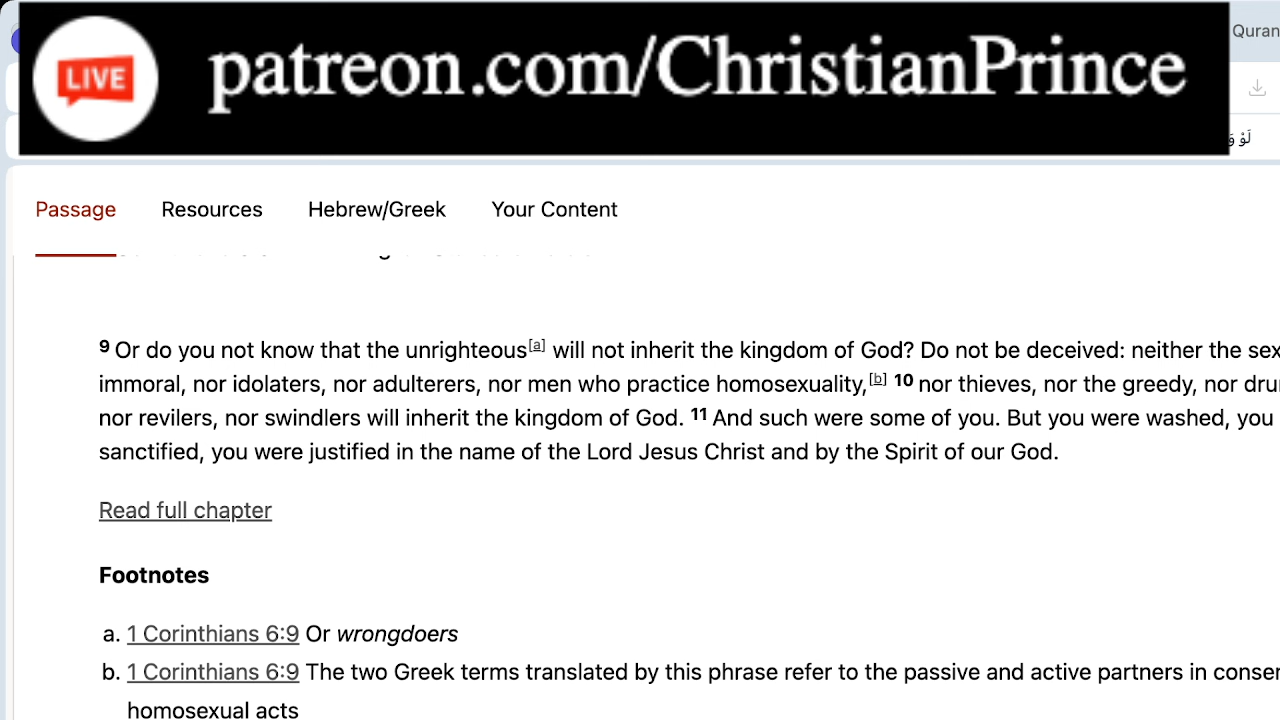 LIVE
patreon.com/ChristianPrince
Quran
لَوْ
Passage
Resources
Hebrew/Greek
Your Content
9 Or do you not know that the unrighteous[a] will not inherit the kingdom of God? Do not be deceived: neither the sex
immoral, nor idolaters, nor adulterers, nor men who practice homosexuality,[b] 10 nor thieves, nor the greedy, nor dru
nor revilers, nor swindlers will inherit the kingdom of God. 11 And such were some of you. But you were washed, you
sanctified, you were justified in the name of the Lord Jesus Christ and by the Spirit of our God.
Read full chapter
Footnotes
a. 1 Corinthians 6:9 Or wrongdoers
b. 1 Corinthians 6:9 The two Greek terms translated by this phrase refer to the passive and active partners in conse
homosexual acts